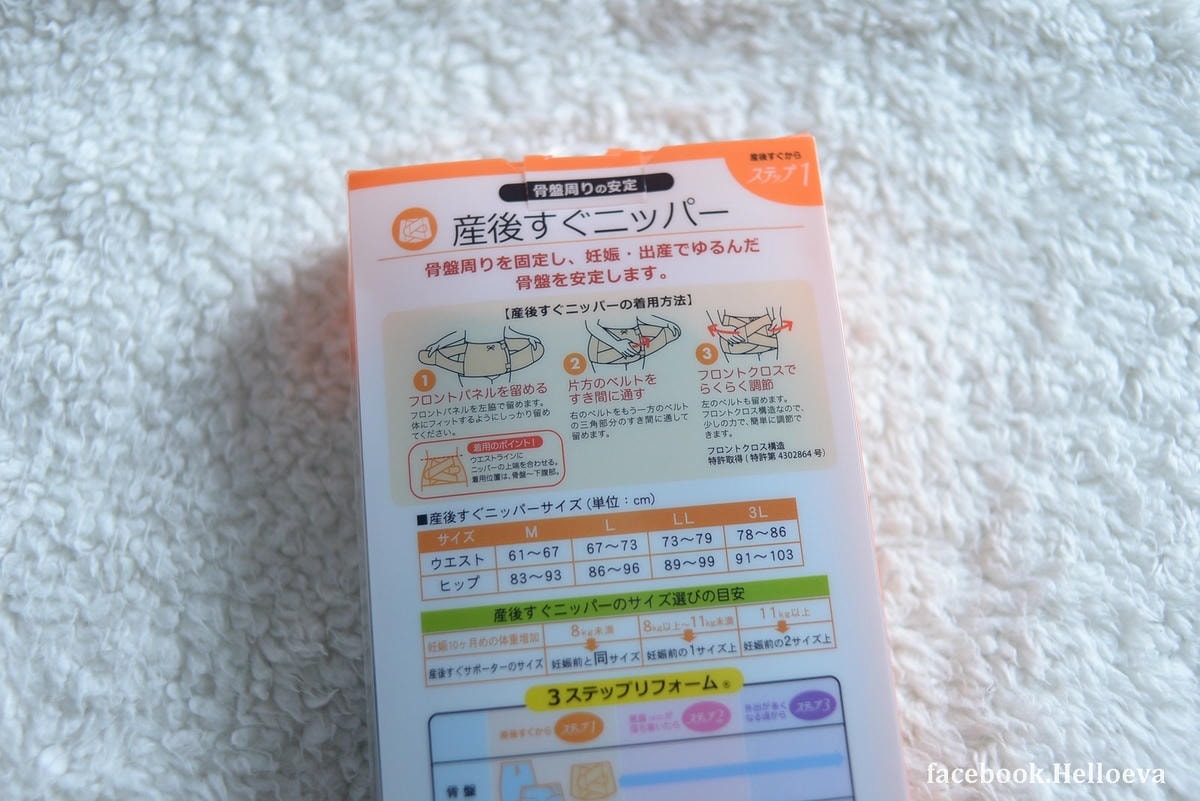 産後すぐから
ステップ1
骨盤周りの安定
産後すぐニッパー
骨盤周りを固定し、妊娠・出産でゆるんだ
骨盤を安定します。
【産後すぐニッパーの着用方法】
1
フロントパネルを留める
フロントパネルを左脇で留めます。
体にフィットするようにしっかり留め
てください。
着用のポイント!
ウエストラインに
ニッパーの上端を合わせる。
着用位置は、骨盤〜下腹部。
2
片方のベルトを
すき間に通す
右のベルトをもう一方のベルト
の三角部分のすき間に通して
留めます。
3
フロントクロスで
らくらく調節
左のベルトも留めます。
フロントクロス構造なので、
少しの力で、簡単に調節で
きます。
フロントクロス構造
特許取得(特許第4302864号)
■産後すぐニッパーサイズ(単位:cm)
サイズ M L LL 3L
ウエスト 61〜67 67〜73 73〜79 78〜86
ヒップ 83〜93 86〜96 89〜99 91〜103
産後すぐニッパーのサイズ選びの目安
妊娠10ヶ月めの体重増加 8kg未満 8kg以上〜11kg未満 11kg以上
産後すぐサポーターのサイズ 妊娠前と同サイズ 妊娠前の1サイズ上 妊娠前の2サイズ上
3ステップリフォーム®
産後すぐから ステップ1 ステップ2 ステップ3
落ち着いたら
なる頃から
骨盤
facebook.Helloeva